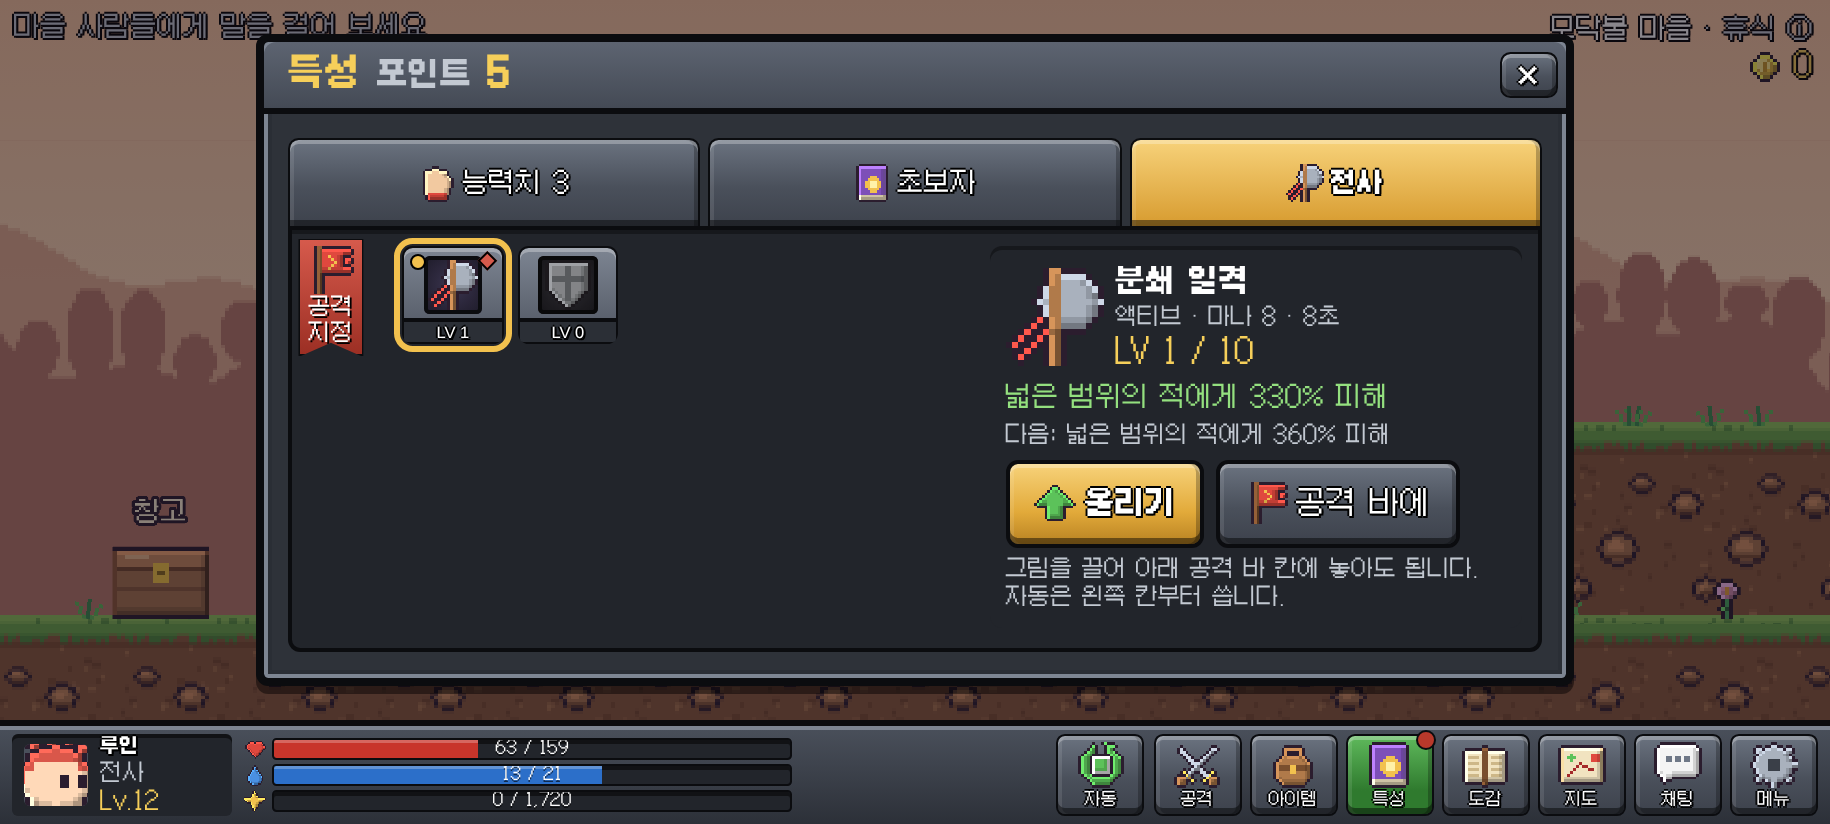 마을 사람들에게 말을 걸어 보세요
모닥불 마을 · 휴식 ①
0
특성 포인트 5
능력치 3
초보자
전사
공격
지정
LV 1
LV 0
분쇄 일격
액티브 · 마나 8 · 8초
LV 1 / 10
넓은 범위의 적에게 330% 피해
다음: 넓은 범위의 적에게 360% 피해
올리기
공격 바에
그림을 끌어 아래 공격 바 칸에 놓아도 됩니다.
자동은 왼쪽 칸부터 씁니다.
창고
루인
전사
Lv.12
63 / 159
13 / 21
0 / 1,720
자동
공격
아이템
특성
도감
지도
채팅
메뉴